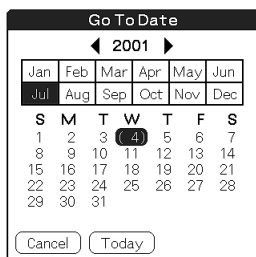 Go To Date
2001
Jan Feb Mar Apr May Jun
Jul Aug Sep Oct Nov Dec
S M T W T F S
1 2 3 4 5 6 7
8 9 10 11 12 13 14
15 16 17 18 19 20 21
22 23 24 25 26 27 28
29 30 31
Cancel Today